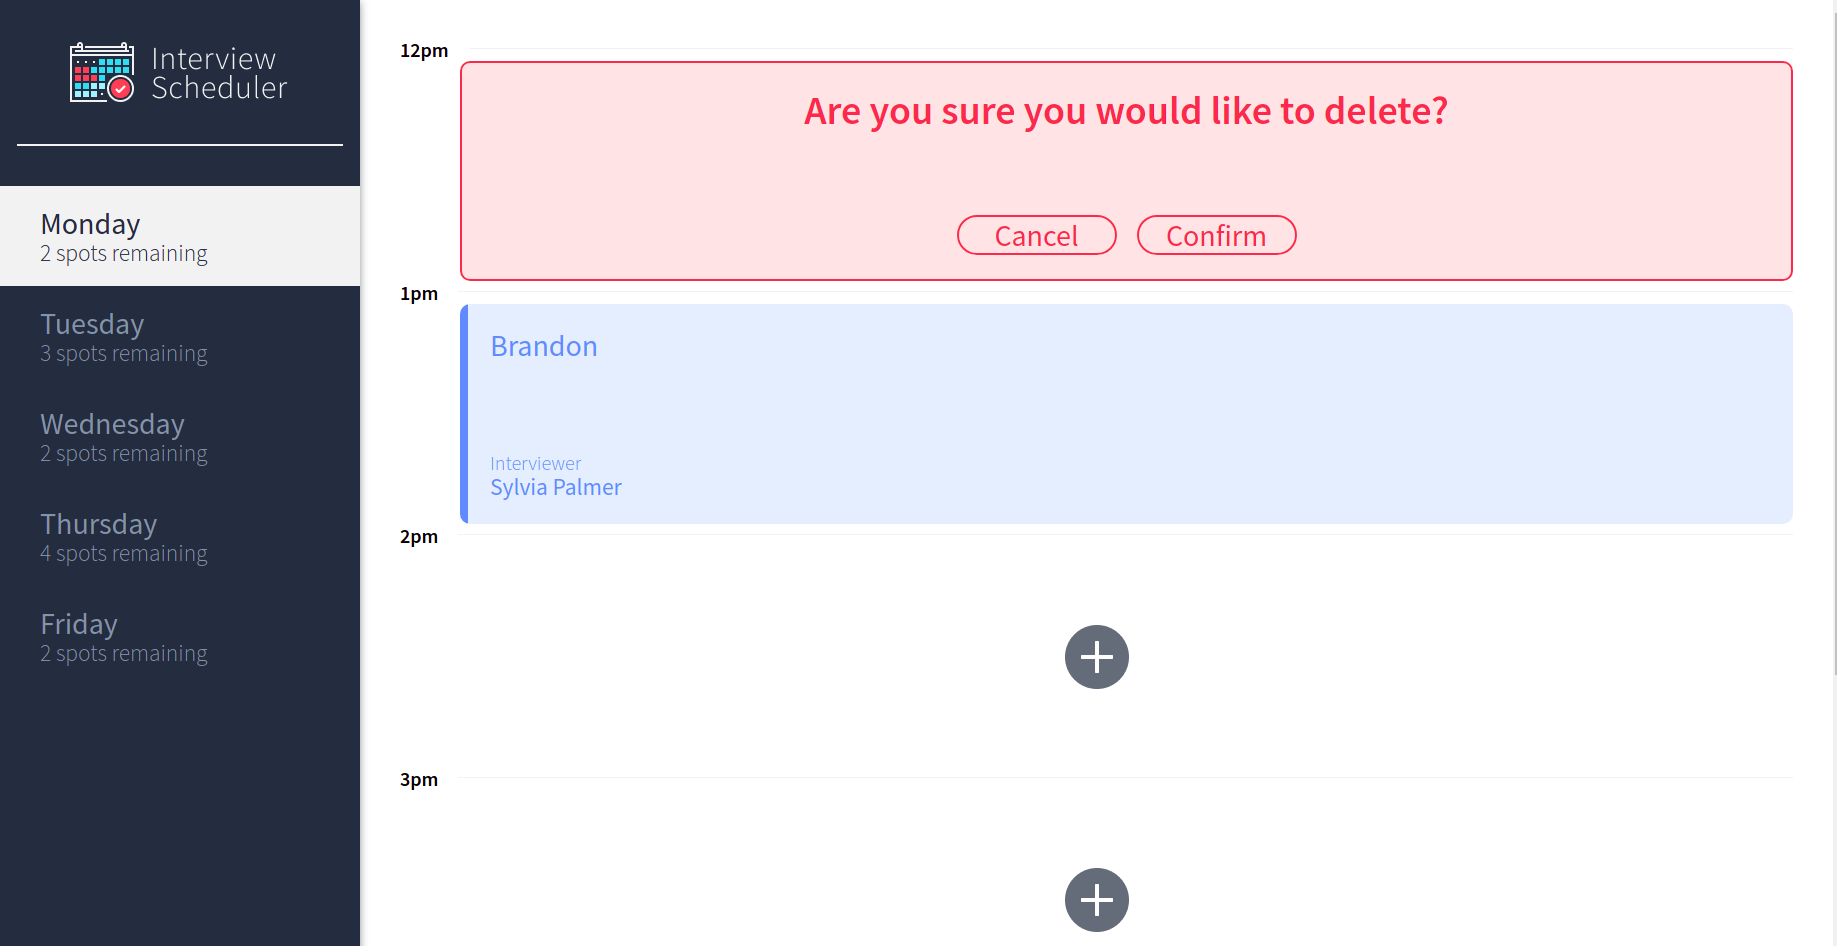 Interview
Scheduler
Monday
2 spots remaining
Tuesday
3 spots remaining
Wednesday
2 spots remaining
Thursday
4 spots remaining
Friday
2 spots remaining
12pm
Are you sure you would like to delete?
Cancel Confirm
1pm
Brandon
Interviewer
Sylvia Palmer
2pm
3pm